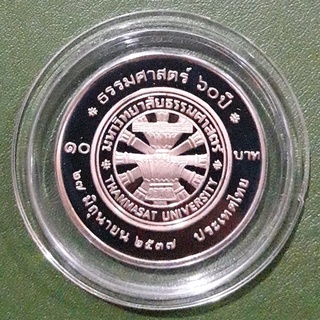 ธรรมศาสตร์ ๖๐ ปี
๑๐
บาท
มหาวิทยาลัยธรรมศาสตร์
THAMMASAT UNIVERSITY
๒๗ มิถุนายน ๒๕๓๗
ประเทศไทย